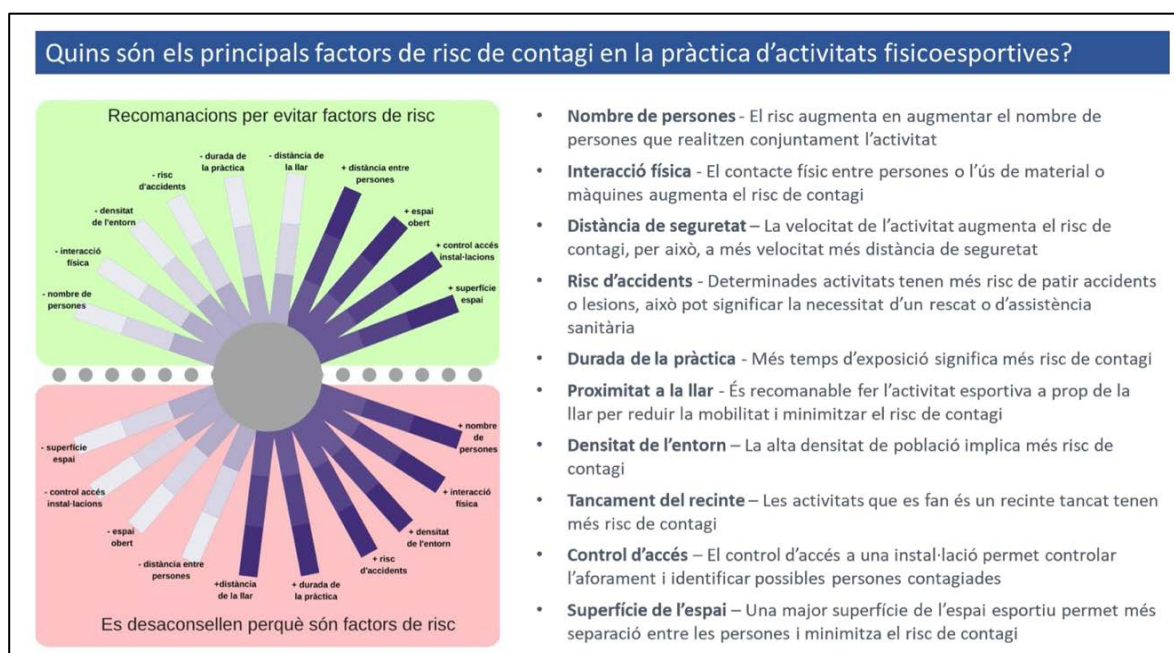 Quins són els principals factors de risc de contagi en la pràctica d'activitats fisicoesportives?
Recomanacions per evitar factors de risc
- nombre de
persones
- interacció
física
- densitat
de l'entorn
- risc
d'accidents
- durada de
la pràctica
- distància de
la llar
+ distància entre
persones
+ espai
obert
+ control accés
instal·lacions
+ superfície
espai
- superfície
espai
- control accés
instal·lacions
- espai
obert
- distància entre
persones
+distància
de la llar
+ durada de
la pràctica
+ risc
d'accidents
+ densitat
de l'entorn
+ interacció
física
+ nombre
de
persones
Es desaconsellen perquè són factors de risc
• Nombre de persones - El risc augmenta en augmentar el nombre de
persones que realitzen conjuntament l'activitat
• Interacció física - El contacte físic entre persones o l'ús de material o
màquines augmenta el risc de contagi
• Distància de seguretat – La velocitat de l'activitat augmenta el risc de
contagi, per això, a més velocitat més distància de seguretat
• Risc d'accidents - Determinades activitats tenen més risc de patir accidents
o lesions, això pot significar la necessitat d'un rescat o d'assistència
sanitària
• Durada de la pràctica - Més temps d'exposició significa més risc de contagi
• Proximitat a la llar - És recomanable fer l'activitat esportiva a prop de la
llar per reduir la mobilitat i minimitzar el risc de contagi
• Densitat de l'entorn – La alta densitat de població implica més risc de
contagi
• Tancament del recinte – Les activitats que es fan és un recinte tancat tenen
més risc de contagi
• Control d'accés – El control d'accés a una instal·lació permet controlar
l'aforament i identificar possibles persones contagiades
• Superfície de l'espai – Una major superfície de l'espai esportiu permet més
separació entre les persones i minimitza el risc de contagi